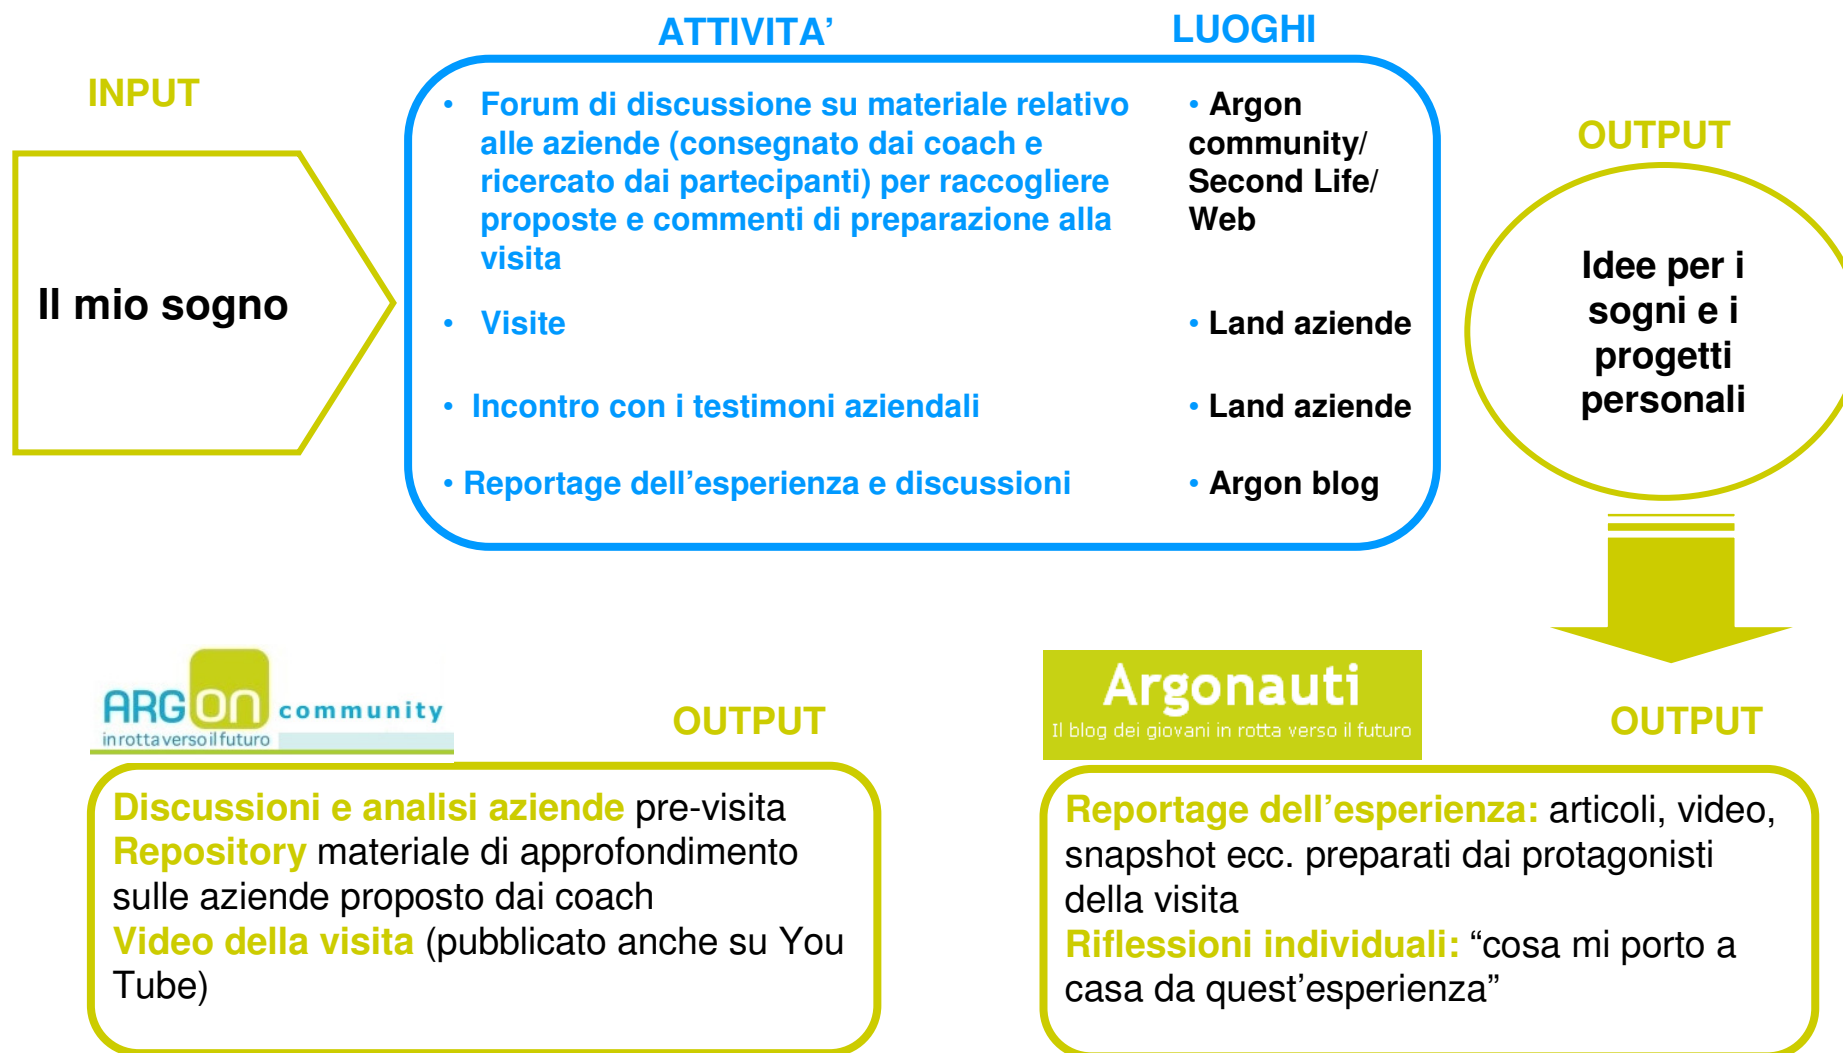 ATTIVITA’
LUOGHI
INPUT
Il mio sogno
• Forum di discussione su materiale relativo
alle aziende (consegnato dai coach e
ricercato dai partecipanti) per raccogliere
proposte e commenti di preparazione alla
visita
• Argon
community/
Second Life/
Web
• Visite
• Land aziende
• Incontro con i testimoni aziendali
• Land aziende
• Reportage dell’esperienza e discussioni
• Argon blog
OUTPUT
Idee per i
sogni e i
progetti
personali
ARGON community
in rotta verso il futuro
OUTPUT
Discussioni e analisi aziende pre-visita
Repository materiale di approfondimento
sulle aziende proposto dai coach
Video della visita (pubblicato anche su You
Tube)
Argonauti
Il blog dei giovani in rotta verso il futuro
OUTPUT
Reportage dell’esperienza: articoli, video,
snapshot ecc. preparati dai protagonisti
della visita
Riflessioni individuali: “cosa mi porto a
casa da quest’esperienza”